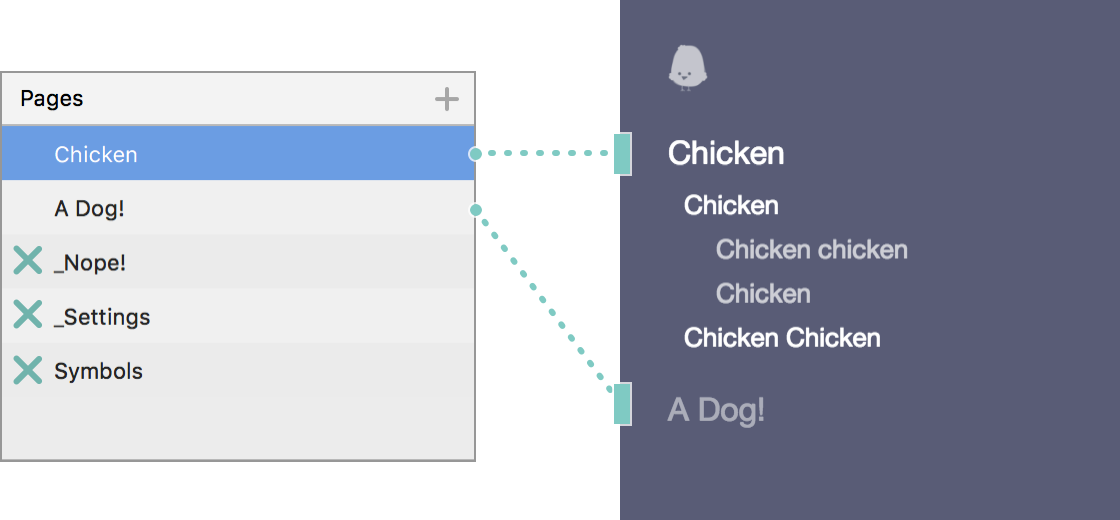 Pages
Chicken
A Dog!
_Nope!
_Settings
Symbols
Chicken
Chicken
Chicken chicken
Chicken
Chicken Chicken
A Dog!